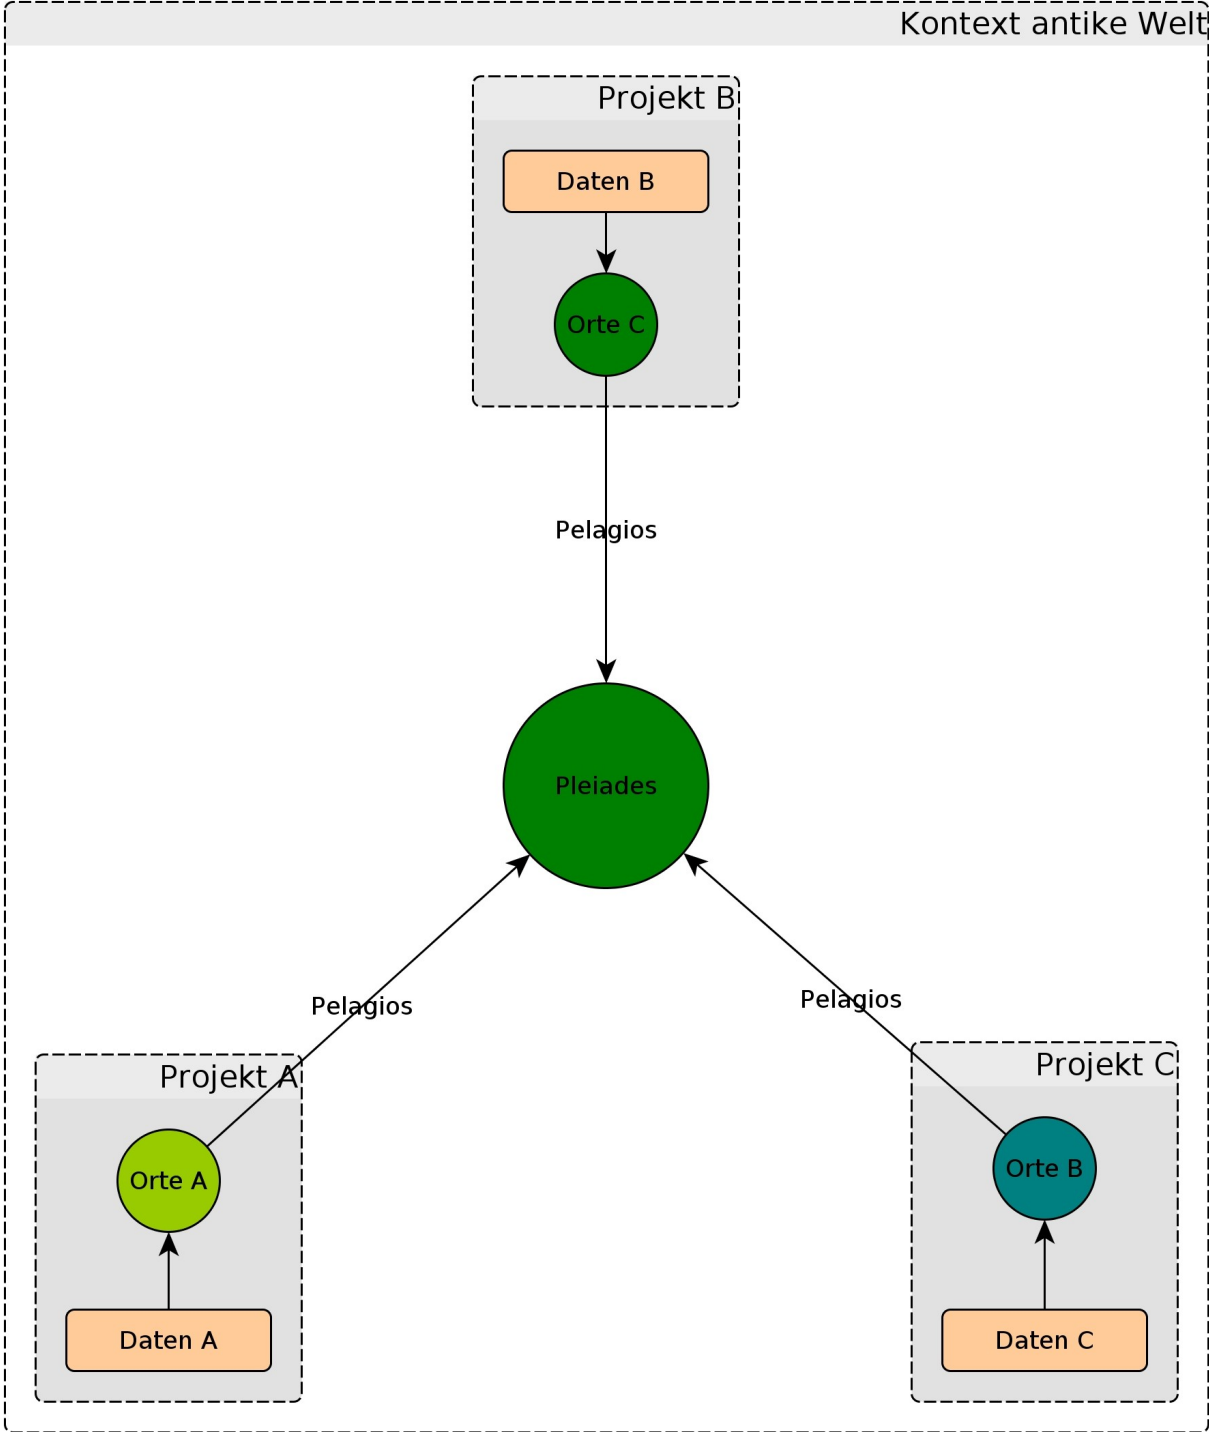 Kontext antike Welt
Projekt B
Daten B
Orte C
Pelagios
Pleiades
Pelagios
Pelagios
Projekt A
Orte A
Daten A
Projekt C
Orte B
Daten C